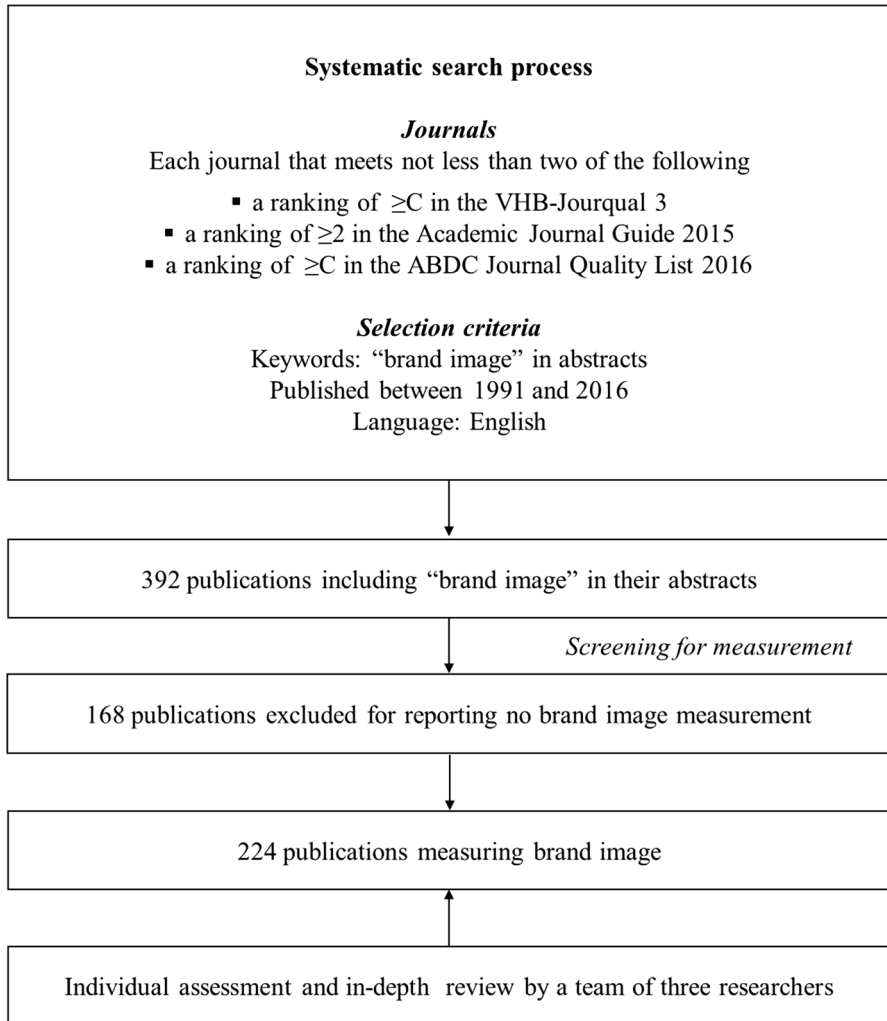 Systematic search process
Journals
Each journal that meets not less than two of the following
▪ a ranking of ≥C in the VHB-Jourqual 3
▪ a ranking of ≥2 in the Academic Journal Guide 2015
▪ a ranking of ≥C in the ABDC Journal Quality List 2016
Selection criteria
Keywords: “brand image” in abstracts
Published between 1991 and 2016
Language: English
392 publications including “brand image” in their abstracts
Screening for measurement
168 publications excluded for reporting no brand image measurement
224 publications measuring brand image
Individual assessment and in-depth review by a team of three researchers